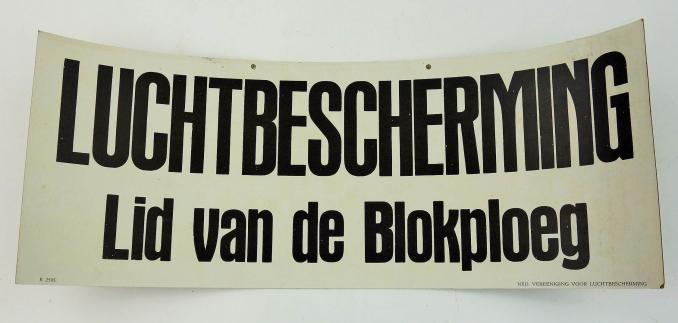 LUCHTBESCHERMING
Lid van de Blokploeg
NED. VEREENIGING VOOR LUCHTBESCHERMING